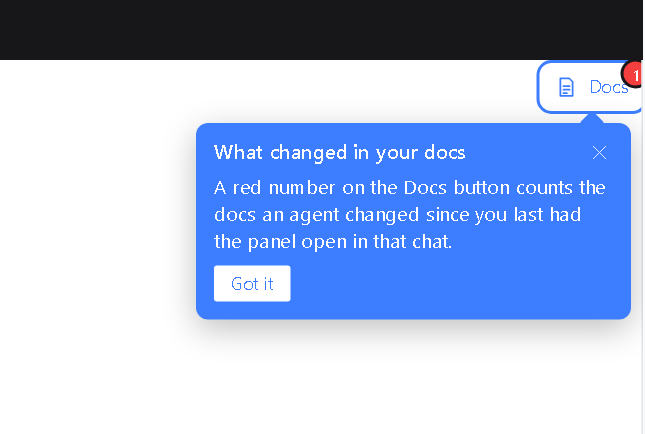 1
Docs
What changed in your docs
A red number on the Docs button counts the
docs an agent changed since you last had
the panel open in that chat.
Got it